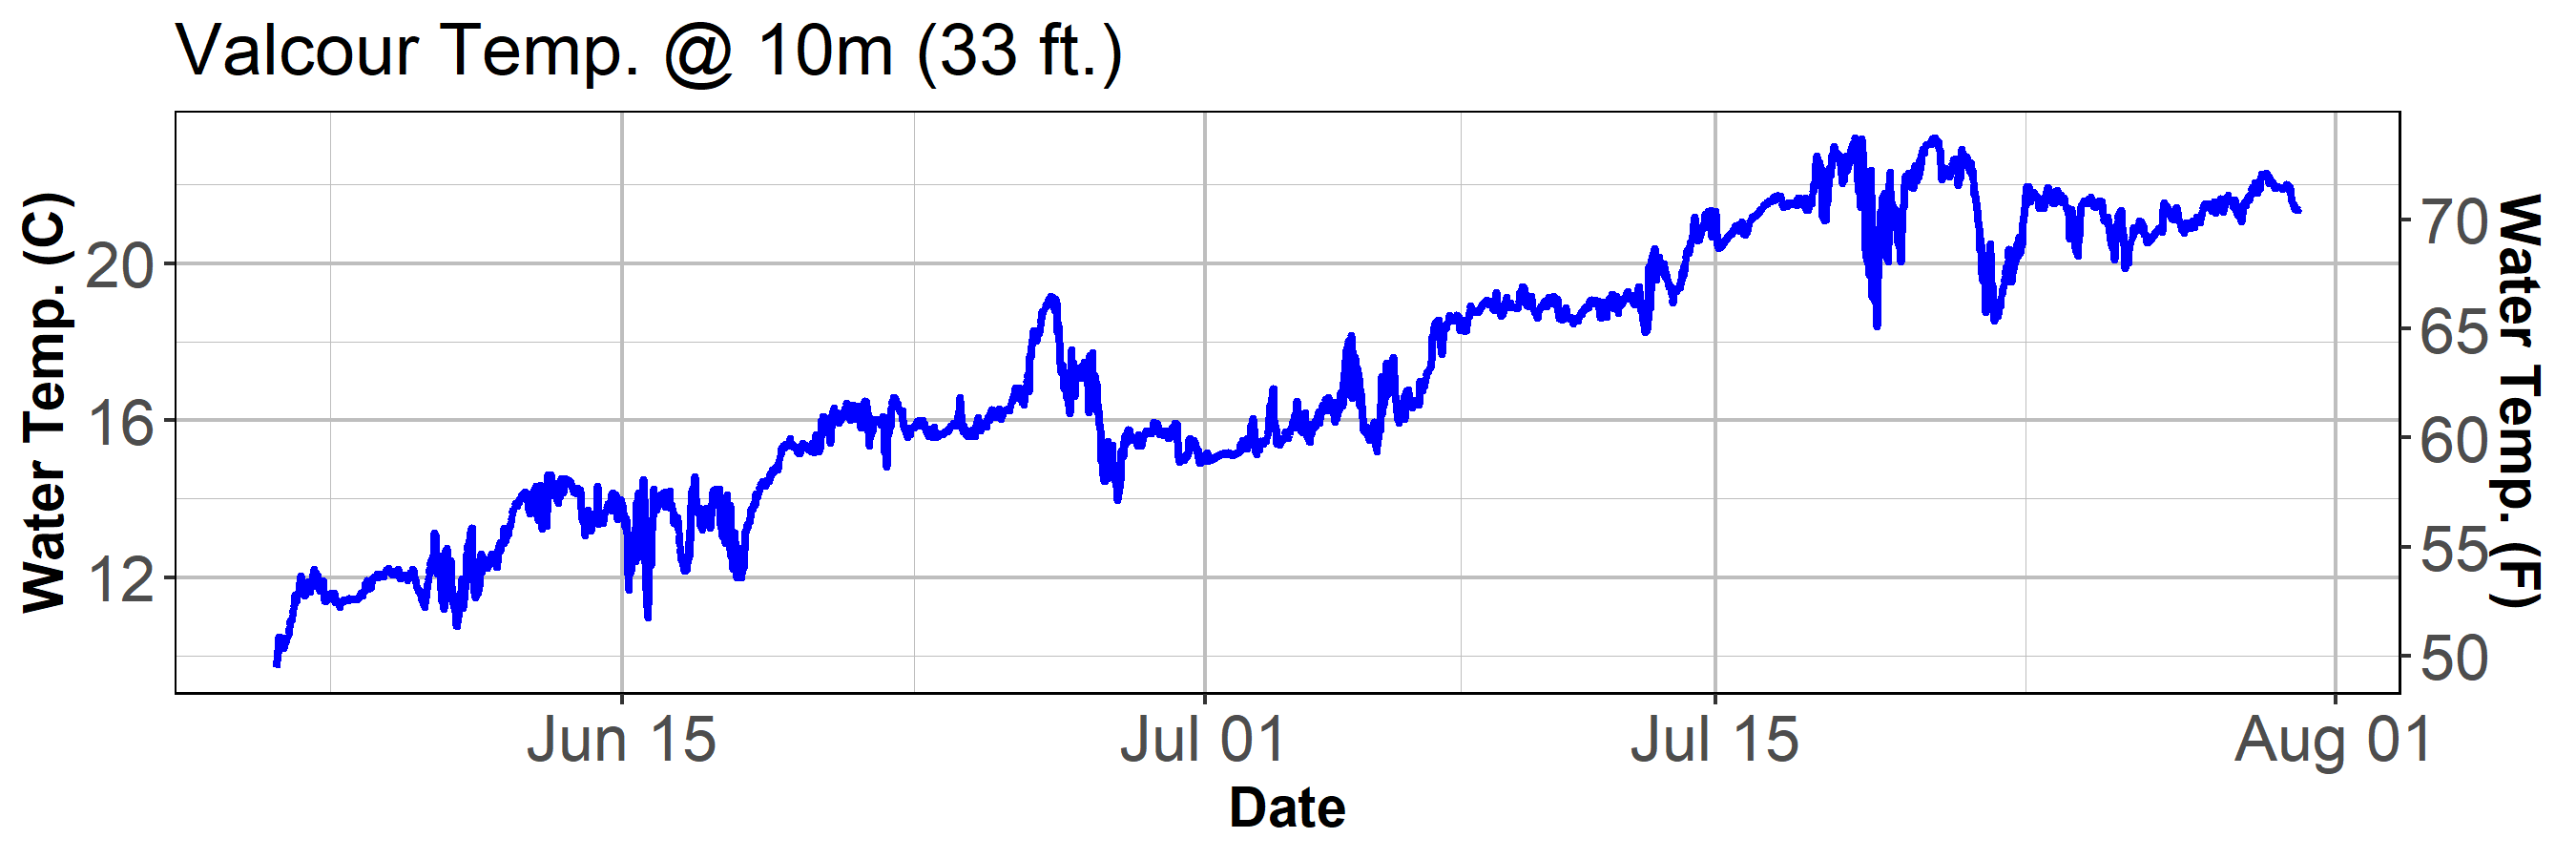 Valcour Temp. @ 10m (33 ft.)
Water Temp. (C)
20
16
12
70
65
60
55
50
Water Temp. (F)
Jun 15
Jul 01
Jul 15
Aug 01
Date